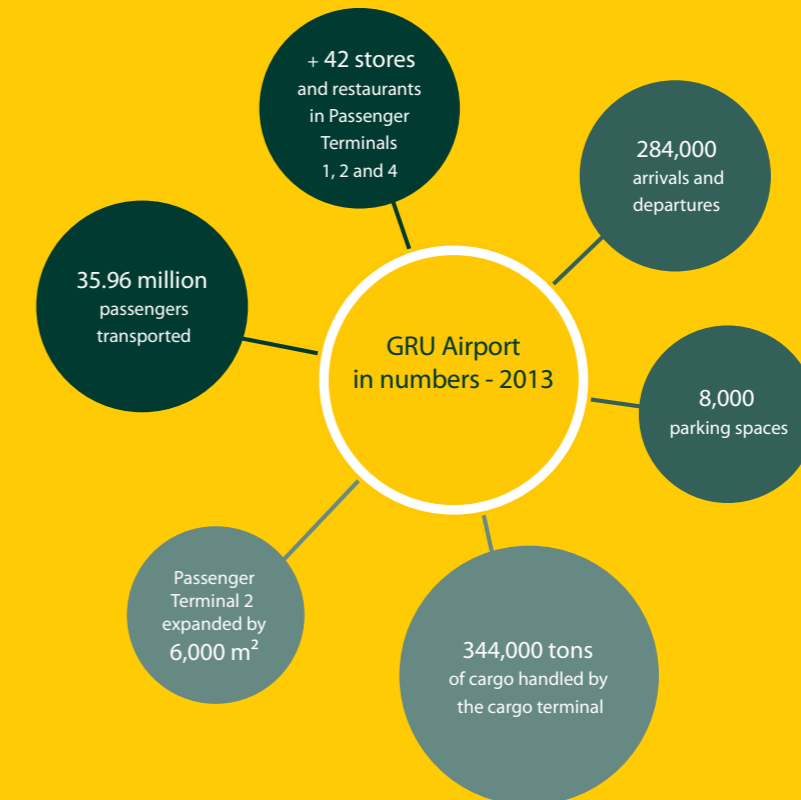 + 42 stores
and restaurants
in Passenger
Terminals
1, 2 and 4
284,000
arrivals and
departures
35.96 million
passengers
transported
GRU Airport
in numbers - 2013
8,000
parking spaces
Passenger
Terminal 2
expanded by
6,000 m²
344,000 tons
of cargo handled by
the cargo terminal